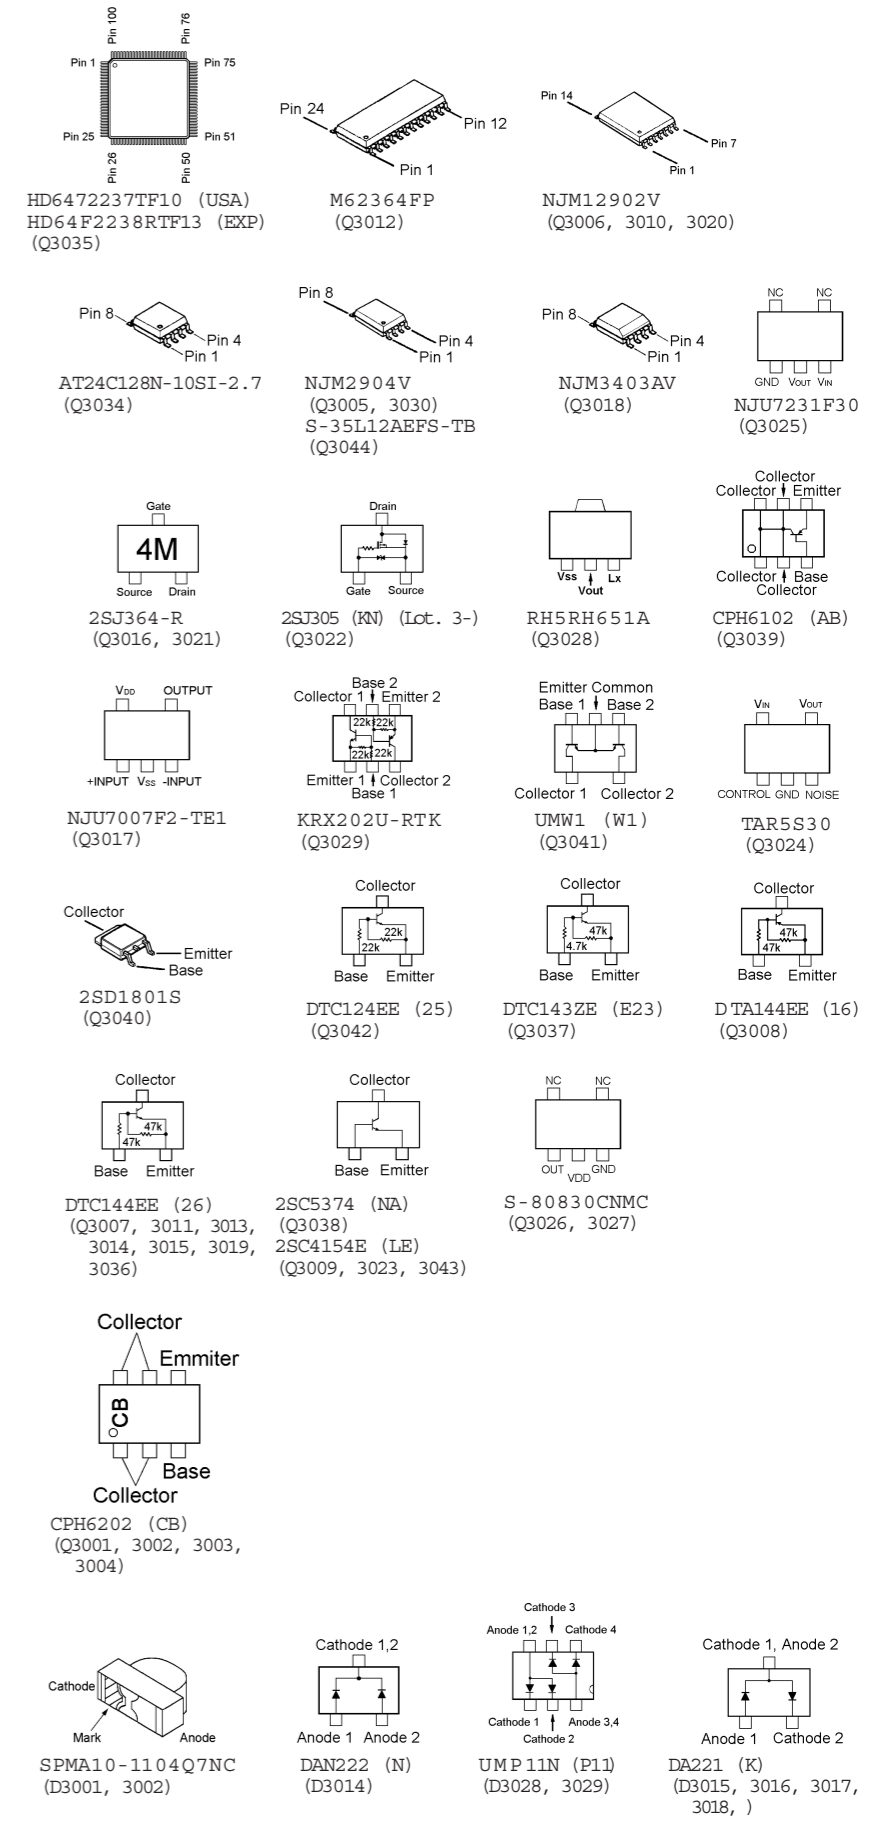 Pin 100
Pin 76
Pin 1
Pin 75
Pin 25
Pin 51
Pin 26
Pin 50
HD6472237TF10 (USA)
HD64F2238RTF13 (EXP)
(Q3035)
Pin 24
Pin 12
Pin 1
M62364FP
(Q3012)
Pin 14
Pin 7
Pin 1
NJM12902V
(Q3006, 3010, 3020)
Pin 8
Pin 4
Pin 1
AT24C128N-10SI-2.7
(Q3034)
Pin 8
Pin 4
Pin 1
NJM2904V
(Q3005, 3030)
S-35L12AEFS-TB
(Q3044)
Pin 8
Pin 4
Pin 1
NJM3403AV
(Q3018)
NC NC
GND VOUT VIN
NJU7231F30
(Q3025)
Gate
4M
Source Drain
2SJ364-R
(Q3016, 3021)
Drain
Gate Source
2SJ305 (KN) (Lot. 3-)
(Q3022)
Vss Lx
Vout
RH5RH651A
(Q3028)
Collector
Collector Emitter
Collector Base
Collector
CPH6102 (AB)
(Q3039)
VDD OUTPUT
+INPUT VSS -INPUT
NJU7007F2-TE1
(Q3017)
Base 2
Collector 1 Emitter 2
22k 22k
22k 22k
Emitter 1 Collector 2
Base 1
KRX202U-RTK
(Q3029)
Emitter Common
Base 1 Base 2
Collector 1 Collector 2
UMW1 (W1)
(Q3041)
VIN VOUT
CONTROL GND NOISE
TAR5S30
(Q3024)
Collector
Emitter
Base
2SD1801S
(Q3040)
Collector
22k
22k
Base Emitter
DTC124EE (25)
(Q3042)
Collector
47k
4.7k
Base Emitter
DTC143ZE (E23)
(Q3037)
Collector
47k
47k
Base Emitter
DTA144EE (16)
(Q3008)
Collector
47k
47k
Base Emitter
DTC144EE (26)
(Q3007, 3011, 3013,
3014, 3015, 3019,
3036)
Collector
Base Emitter
2SC5374 (NA)
(Q3038)
2SC4154E (LE)
(Q3009, 3023, 3043)
NC NC
OUT VDD GND
S-80830CNMC
(Q3026, 3027)
Collector
Emmiter
CB
Base
Collector
CPH6202 (CB)
(Q3001, 3002, 3003,
3004)
Cathode
Mark
Anode
SPMA10-1104Q7NC
(D3001, 3002)
Cathode 1,2
Anode 1 Anode 2
DAN222 (N)
(D3014)
Cathode 3
Anode 1,2 Cathode 4
Cathode 1 Anode 3,4
Cathode 2
UMP11N (P11)
(D3028, 3029)
Cathode 1, Anode 2
Anode 1 Cathode 2
DA221 (K)
(D3015, 3016, 3017,
3018, )